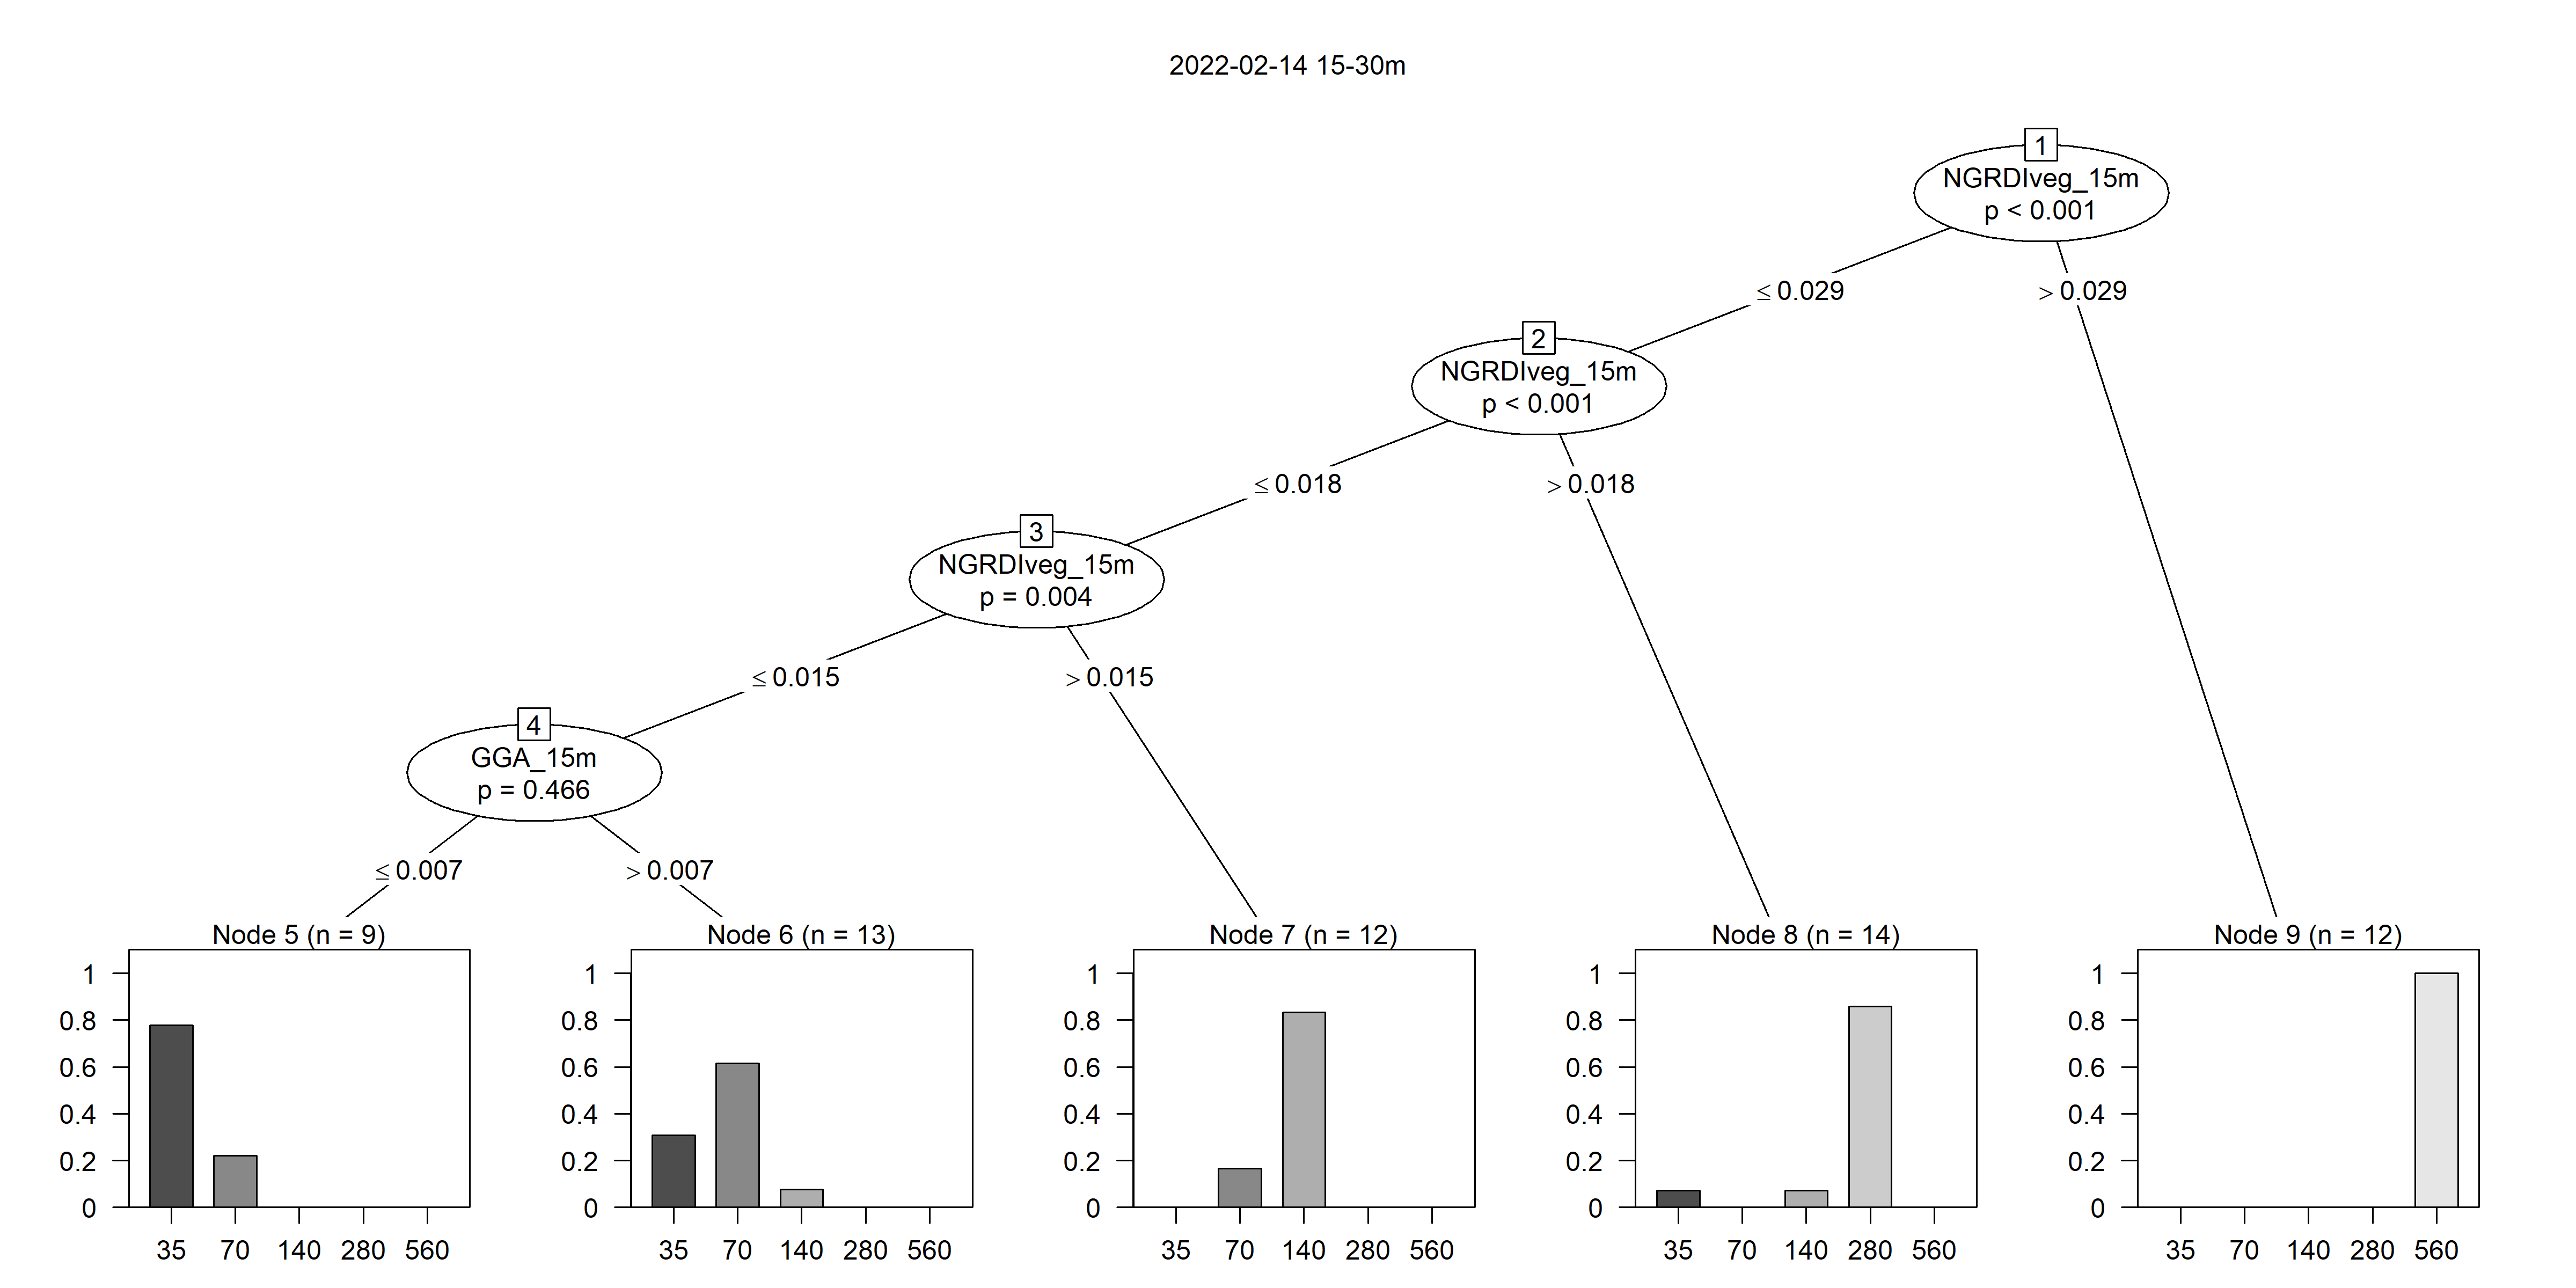 2022-02-14 15-30m
1
NGRDIveg_15m
p < 0.001
≤ 0.029
> 0.029
2
NGRDIveg_15m
p < 0.001
≤ 0.018
> 0.018
3
NGRDIveg_15m
p = 0.004
≤ 0.015
> 0.015
4
GGA_15m
p = 0.466
≤ 0.007
> 0.007
Node 5 (n = 9)
1
0.8
0.6
0.4
0.2
0
35 70 140 280 560
Node 6 (n = 13)
1
0.8
0.6
0.4
0.2
0
35 70 140 280 560
Node 7 (n = 12)
1
0.8
0.6
0.4
0.2
0
35 70 140 280 560
Node 8 (n = 14)
1
0.8
0.6
0.4
0.2
0
35 70 140 280 560
Node 9 (n = 12)
1
0.8
0.6
0.4
0.2
0
35 70 140 280 560